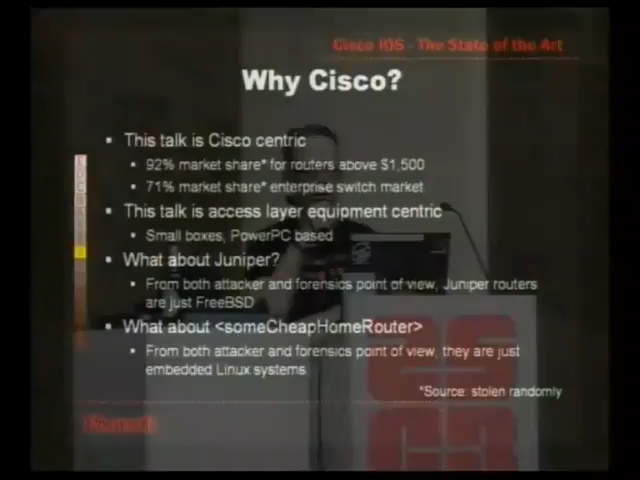 Cisco IOS - The State of the Art
Why Cisco?
▪ This talk is Cisco centric
▪ 92% market share* for routers above $1,500
▪ 71% market share* enterprise switch market
▪ This talk is access layer equipment centric
▪ Small boxes, PowerPC based
▪ What about Juniper?
▪ From both attacker and forensics point of view, Juniper routers
are just FreeBSD
▪ What about <someCheapHomeRouter>
▪ From both attacker and forensics point of view, they are just
embedded Linux systems
*Source: stolen randomly